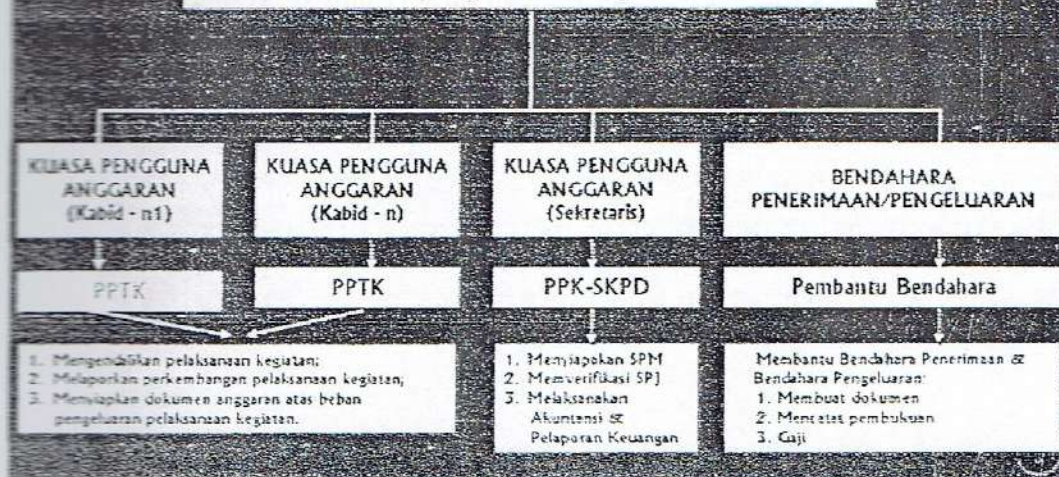 KUASA PENGGUNA
ANGGARAN
(Kabid - n1)
KUASA PENGGUNA
ANGGARAN
(Kabid - n)
KUASA PENGGUNA
ANGGARAN
(Sekretaris)
BENDAHARA
PENERIMAAN/PENGELUARAN
PPTK
PPTK
PPK-SKPD
Pembantu Bendahara
1. Mengendalikan pelaksanaan kegiatan;
2. Melaporkan perkembangan pelaksanaan kegiatan;
3. Menyiapkan dokumen anggaran atas beban
pengeluaran pelaksanaan kegiatan.
1. Menyiapakan SPM
2. Memverifikasi SPJ
3. Melaksanakan
Akuntansi &
Pelaporan Keuangan
Membantu Bendahara Penerimaan &
Bendahara Pengeluaran:
1. Membuat dokumen
2. Mencatat pembukuan
3. Gaji